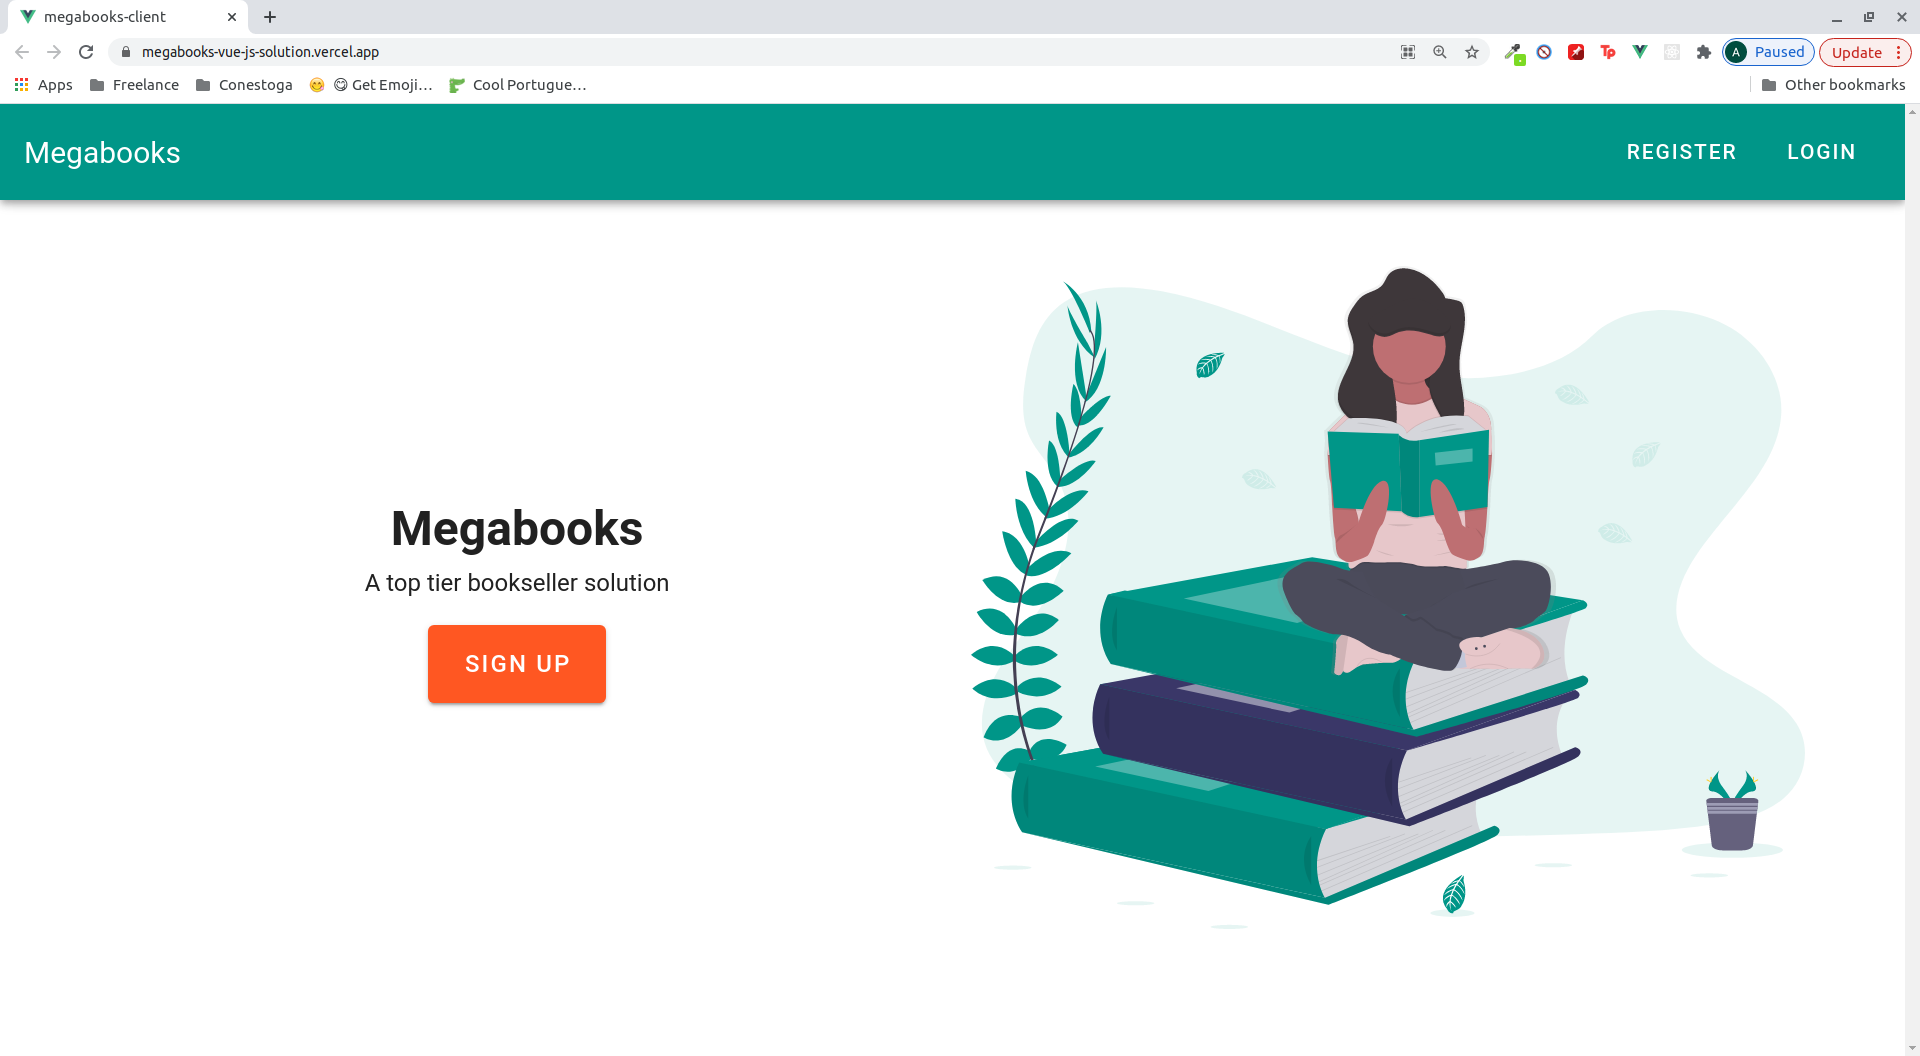 megabooks-client
megabooks-vue-js-solution.vercel.app
Tp
A Paused
Update
Apps
Freelance
Conestoga
Get Emoji…
Cool Portugue…
Other bookmarks
Megabooks
REGISTER
LOGIN
Megabooks
A top tier bookseller solution
SIGN UP